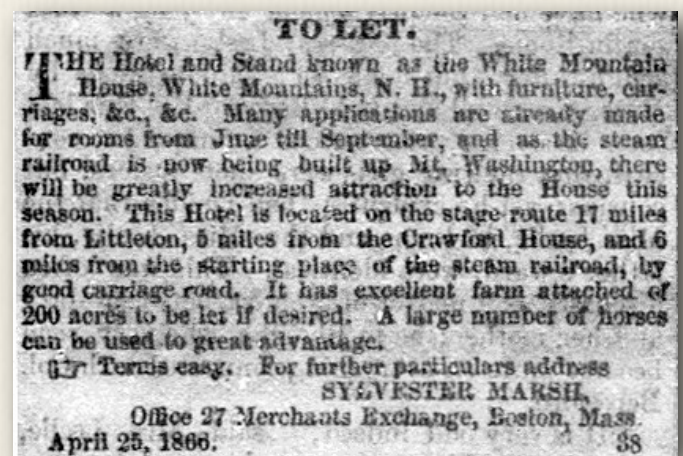 TO LET.
THE Hotel and Stand known as the White Mountain
House, White Mountains, N. H., with furniture, car-
riages, &c., &c. Many applications are already made
for rooms from June till September, and as the steam
railroad is now being built up Mt. Washington, there
will be greatly increased attraction to the House this
season. This Hotel is located on the stage route 17 miles
from Littleton, 5 miles from the Crawford House, and 6
miles from the starting place of the steam railroad, by
good carriage road. It has excellent farm attached of
200 acres to be let if desired. A large number of horses
can be used to great advantage.
☞ Terms easy. For further particulars address
SYLVESTER MARSH,
Office 27 Merchants Exchange, Boston, Mass.
April 25, 1866. 38